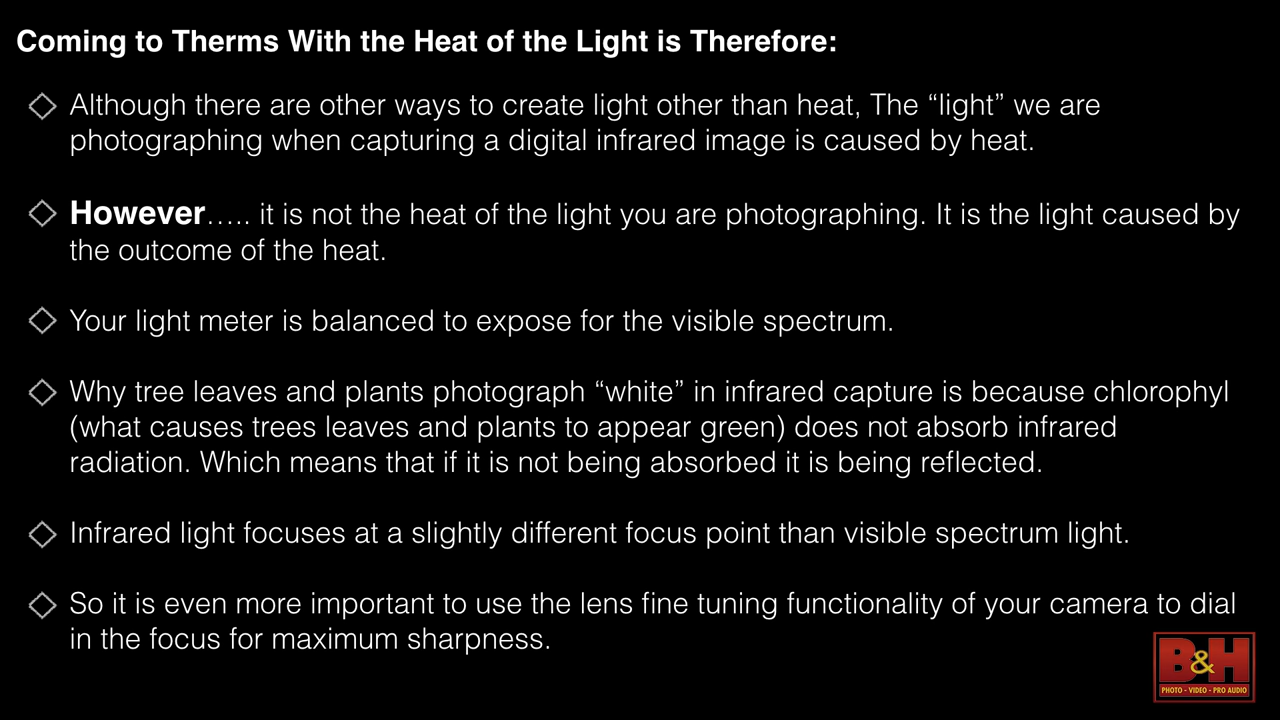 Coming to Therms With the Heat of the Light is Therefore:
Although there are other ways to create light other than heat, The “light” we are
photographing when capturing a digital infrared image is caused by heat.
However….. it is not the heat of the light you are photographing. It is the light caused by
the outcome of the heat.
Your light meter is balanced to expose for the visible spectrum.
Why tree leaves and plants photograph “white” in infrared capture is because chlorophyl
(what causes trees leaves and plants to appear green) does not absorb infrared
radiation. Which means that if it is not being absorbed it is being reflected.
Infrared light focuses at a slightly different focus point than visible spectrum light.
So it is even more important to use the lens fine tuning functionality of your camera to dial
in the focus for maximum sharpness.
B&H
PHOTO - VIDEO - PRO AUDIO